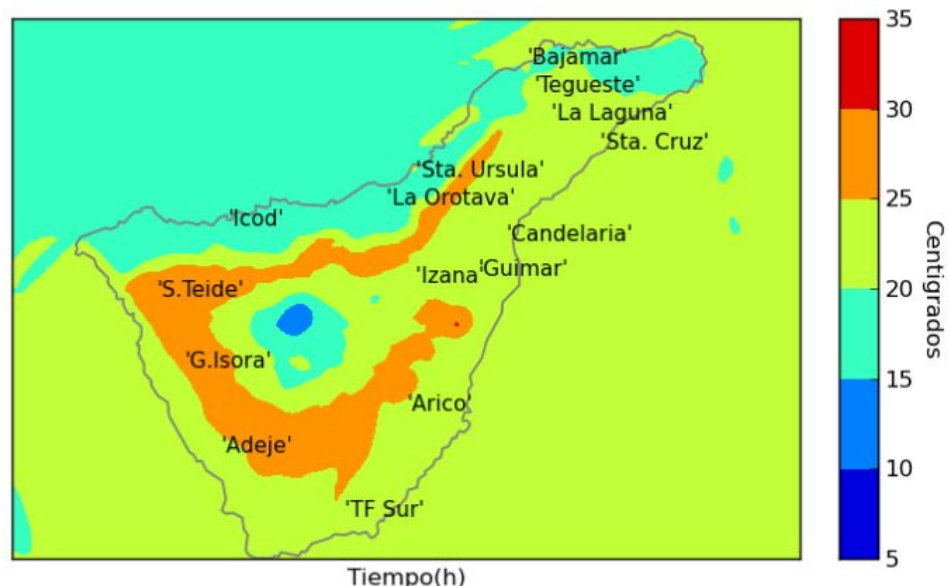 'Bajamar'
'Tegueste'
'La Laguna'
'Sta. Cruz'
'Sta. Ursula'
'La Orotava'
'Icod'
'Candelaria'
'Izana'
'Guimar'
'S.Teide'
'G.Isora'
'Arico'
'Adeje'
'TF Sur'
Tiempo(h)
35
30
25
20
15
10
5
Centigrados